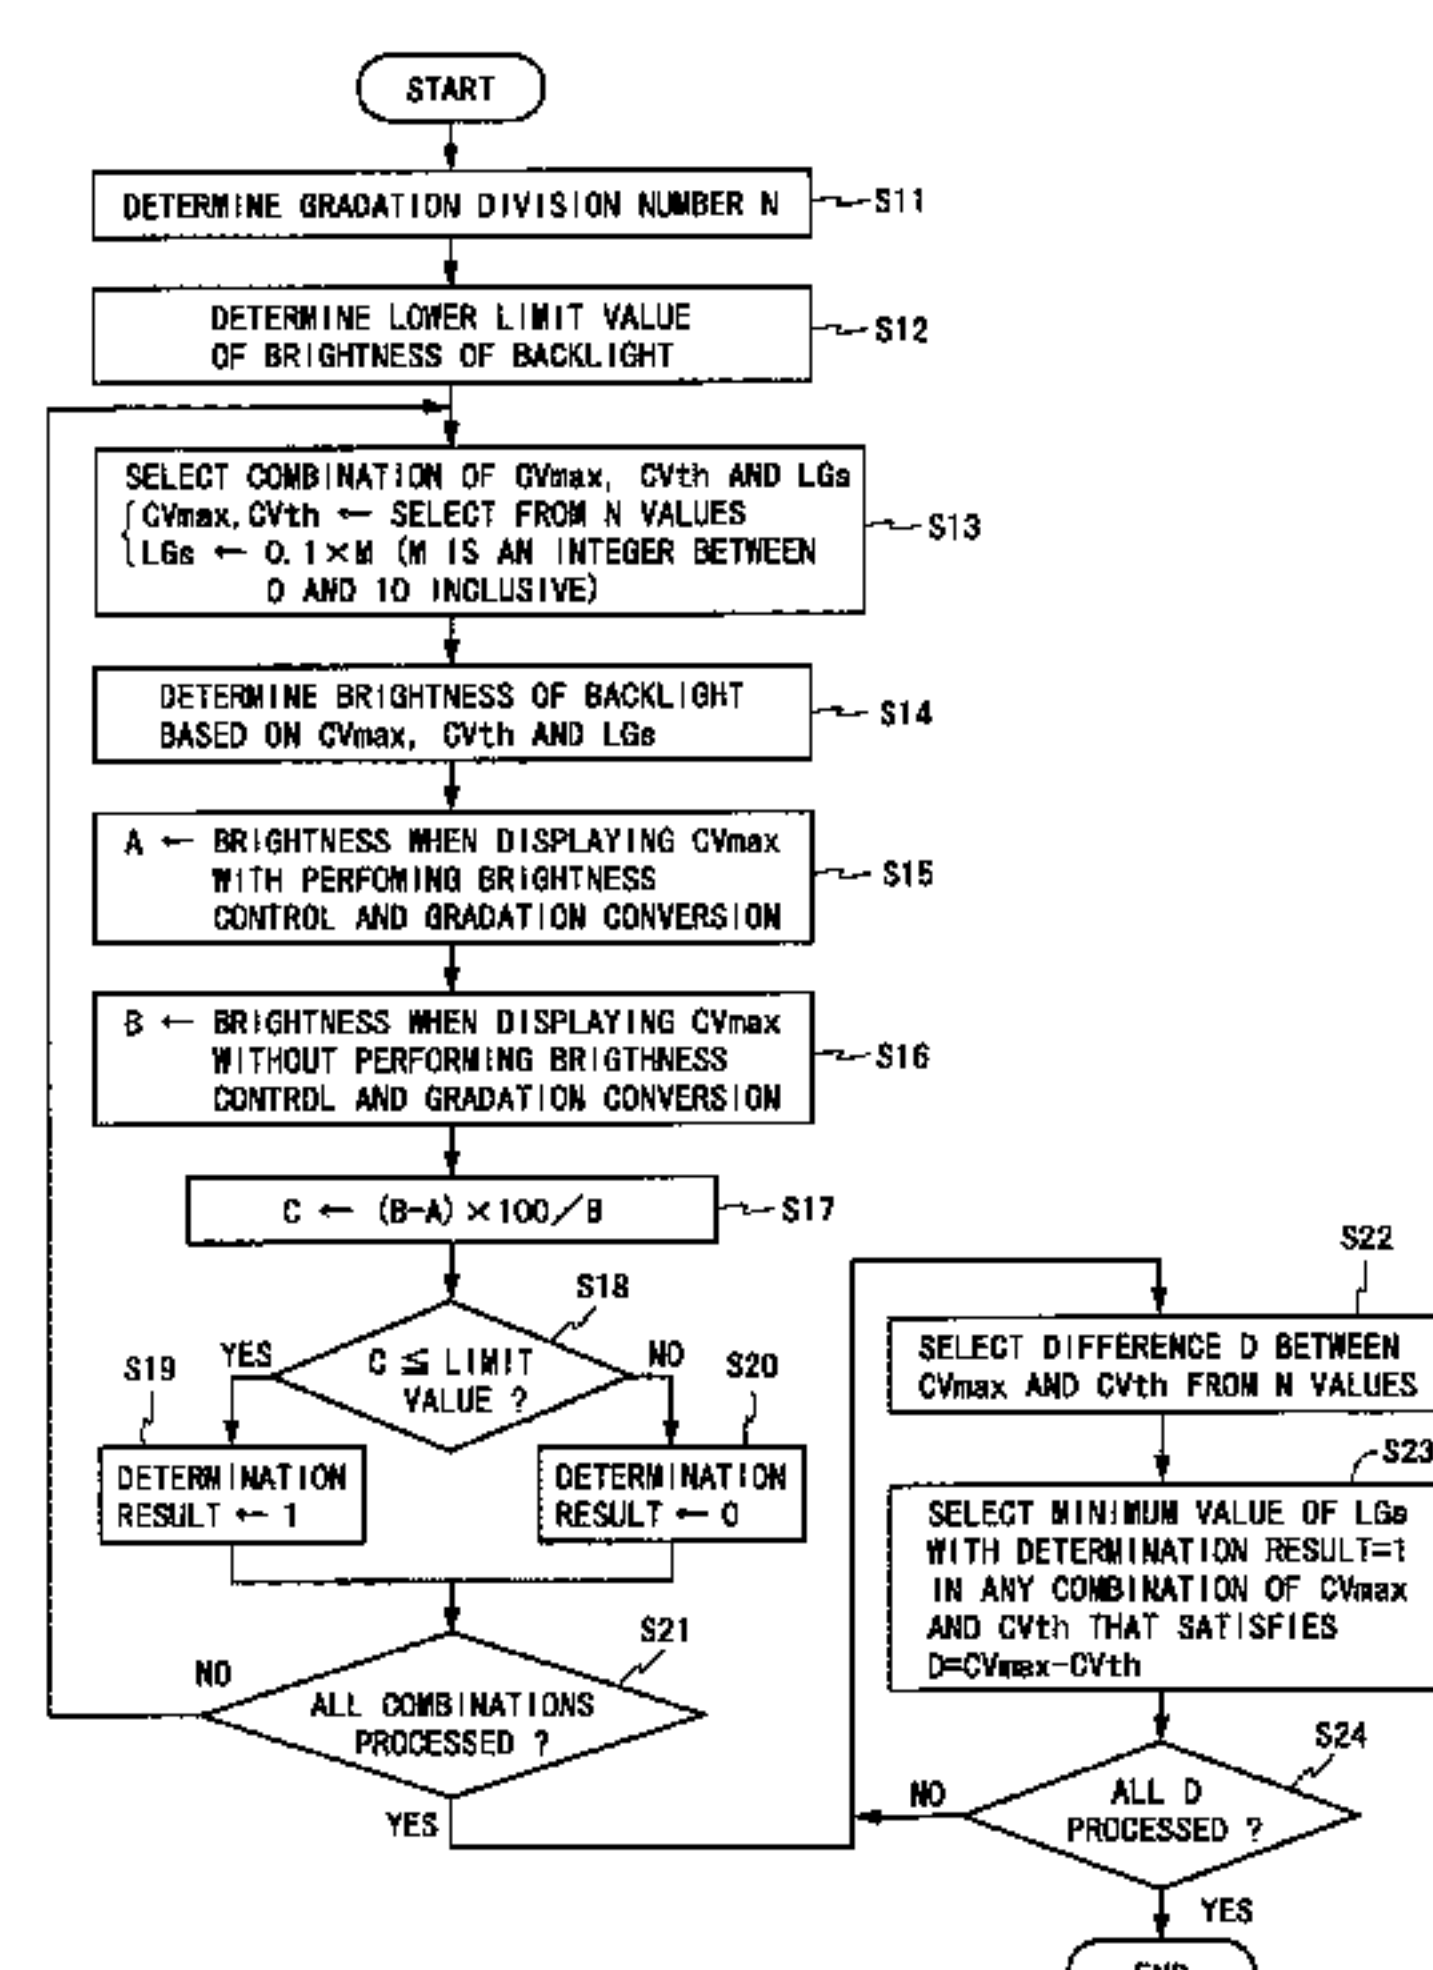 START
DETERMINE GRADATION DIVISION NUMBER N
S11
DETERMINE LOWER LIMIT VALUE
OF BRIGHTNESS OF BACKLIGHT
S12
SELECT COMBINATION OF CVmax, CVth AND LGs
CVmax, CVth ← SELECT FROM N VALUES
LGs ← 0.1×M (M IS AN INTEGER BETWEEN
0 AND 10 INCLUSIVE)
S13
DETERMINE BRIGHTNESS OF BACKLIGHT
BASED ON CVmax, CVth AND LGs
S14
A ← BRIGHTNESS WHEN DISPLAYING CVmax
WITH PERFOMING BRIGHTNESS
CONTROL AND GRADATION CONVERSION
S15
B ← BRIGHTNESS WHEN DISPLAYING CVmax
WITHOUT PERFORMING BRIGTHNESS
CONTROL AND GRADATION CONVERSION
S16
C ← (B-A)×100/B
S17
S18
C ≦ LIMIT
VALUE ?
YES
NO
S19
DETERMINATION
RESULT ← 1
S20
DETERMINATION
RESULT ← 0
S21
ALL COMBINATIONS
PROCESSED ?
NO
YES
S22
SELECT DIFFERENCE D BETWEEN
CVmax AND CVth FROM N VALUES
S23
SELECT MINIMUM VALUE OF LGs
WITH DETERMINATION RESULT=1
IN ANY COMBINATION OF CVmax
AND CVth THAT SATISFIES
D=CVmax-CVth
S24
ALL D
PROCESSED ?
NO
YES
END